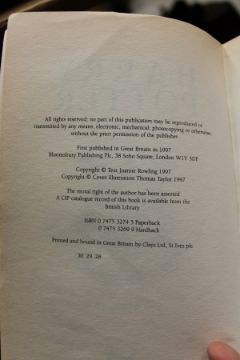 All rights reserved; no part of this publication may be reproduced or
transmitted by any means, electronic, mechanical, photocopying or otherwise,
without the prior permission of the publisher
First published in Great Britain in 1997
Bloomsbury Publishing Plc, 38 Soho Square, London W1V 5DF
Copyright © Text Joanne Rowling 1997
Copyright © Cover Illustration Thomas Taylor 1997
The moral right of the author has been asserted
A CIP catalogue record of this book is available from the
British Library
ISBN 0 7475 3274 5 Paperback
0 7475 3269 9 Hardback
Printed and bound in Great Britain by Clays Ltd, St Ives plc
30 29 28